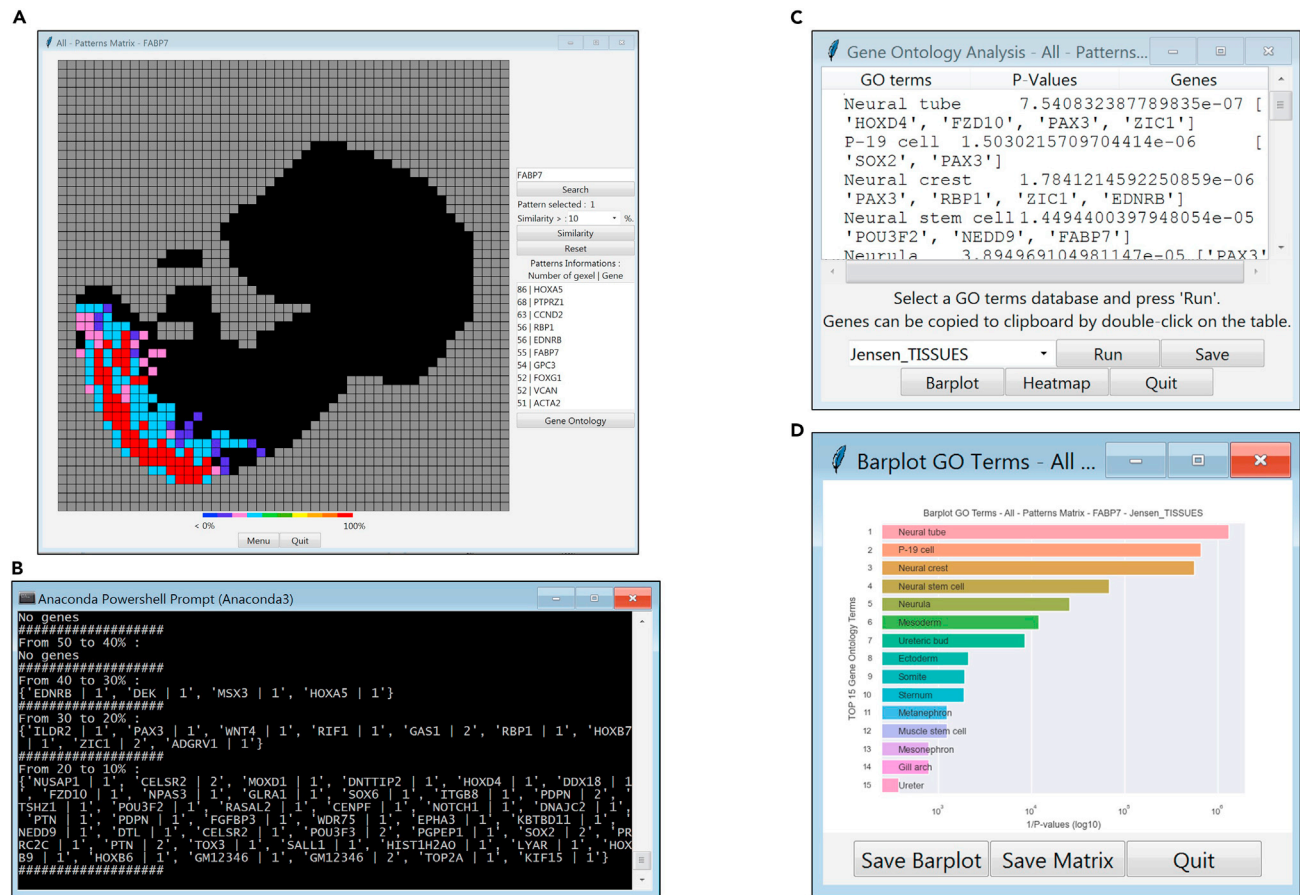 A
All - Patterns Matrix - FABP7
FABP7
Search
Pattern selected : 1
Similarity > : 10 %.
Similarity
Reset
Patterns Informations :
Number of gexel | Gene
86 | HOXA5
68 | PTPRZ1
63 | CCND2
56 | RBP1
56 | EDNRB
55 | FABP7
54 | GPC3
52 | FOXG1
52 | VCAN
51 | ACTA2
Gene Ontology
< 0% 100%
Menu Quit
B
Anaconda Powershell Prompt (Anaconda3)
No genes
####################
From 50 to 40% :
No genes
####################
From 40 to 30% :
{'EDNRB | 1', 'DEK | 1', 'MSX3 | 1', 'HOXA5 | 1'}
####################
From 30 to 20% :
{'ILDR2 | 1', 'PAX3 | 1', 'WNT4 | 1', 'RIF1 | 1', 'GAS1 | 2', 'RBP1 | 1', 'HOXB7
| 1', 'ZIC1 | 2', 'ADGRV1 | 1'}
####################
From 20 to 10% :
{'NUSAP1 | 1', 'CELSR2 | 2', 'MOXD1 | 1', 'DNTTIP2 | 1', 'HOXD4 | 1', 'DDX18 | 1
', 'FZD10 | 1', 'NPAS3 | 1', 'GLRA1 | 1', 'SOX6 | 1', 'ITGB8 | 1', 'PDPN | 2', '
TSHZ1 | 1', 'POU3F2 | 1', 'RASAL2 | 1', 'CENPF | 1', 'NOTCH1 | 1', 'DNAJC2 | 1',
'PTN | 1', 'PDPN | 1', 'FGFBP3 | 1', 'WDR75 | 1', 'EPHA3 | 1', 'KBTBD11 | 1', '
NEDD9 | 1', 'DTL | 1', 'CELSR2 | 1', 'POU3F3 | 2', 'PGPEP1 | 1', 'SOX2 | 2', 'PR
RC2C | 1', 'PTN | 2', 'TOX3 | 1', 'SALL1 | 1', 'HIST1H2AO | 1', 'LYAR | 1', 'HOX
B9 | 1', 'HOXB6 | 1', 'GM12346 | 1', 'GM12346 | 2', 'TOP2A | 1', 'KIF15 | 1'}
####################
C
Gene Ontology Analysis - All - Patterns...
GO terms P-Values Genes
Neural tube 7.540832387789835e-07 [
'HOXD4', 'FZD10', 'PAX3', 'ZIC1']
P-19 cell 1.5030215709704414e-06 [
'SOX2', 'PAX3']
Neural crest 1.7841214592250859e-06
'PAX3', 'RBP1', 'ZIC1', 'EDNRB']
Neural stem cell 1.4494400397948054e-05
'POU3F2', 'NEDD9', 'FABP7']
Neurula 3.894969104981147e-05 ['PAX3'
Select a GO terms database and press 'Run'.
Genes can be copied to clipboard by double-click on the table.
Jensen_TISSUES Run Save
Barplot Heatmap Quit
D
Barplot GO Terms - All ...
Barplot GO Terms - All - Patterns Matrix - FABP7 - Jensen_TISSUES
TOP 15 Gene Ontology Terms
1 Neural tube
2 P-19 cell
3 Neural crest
4 Neural stem cell
5 Neurula
6 Mesoderm
7 Ureteric bud
8 Ectoderm
9 Somite
10 Sternum
11 Metanephron
12 Muscle stem cell
13 Mesonephron
14 Gill arch
15 Ureter
10³ 10⁴ 10⁵ 10⁶
1/P-values (log10)
Save Barplot Save Matrix Quit